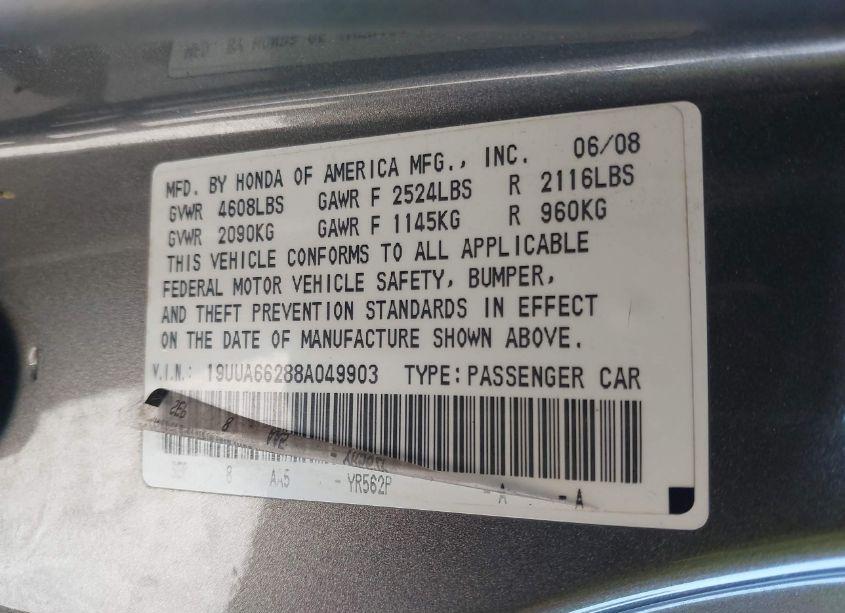 MFD. BY HONDA OF AMERICA MFG., INC. 06/08
GVWR 4608LBS GAWR F 2524LBS R 2116LBS
GVWR 2090KG GAWR F 1145KG R 960KG
THIS VEHICLE CONFORMS TO ALL APPLICABLE
FEDERAL MOTOR VEHICLE SAFETY, BUMPER,
AND THEFT PREVENTION STANDARDS IN EFFECT
ON THE DATE OF MANUFACTURE SHOWN ABOVE.
V.I.N.: 19UUA66288A049903 TYPE:PASSENGER CAR
8 AA5 - YR562P - A - A